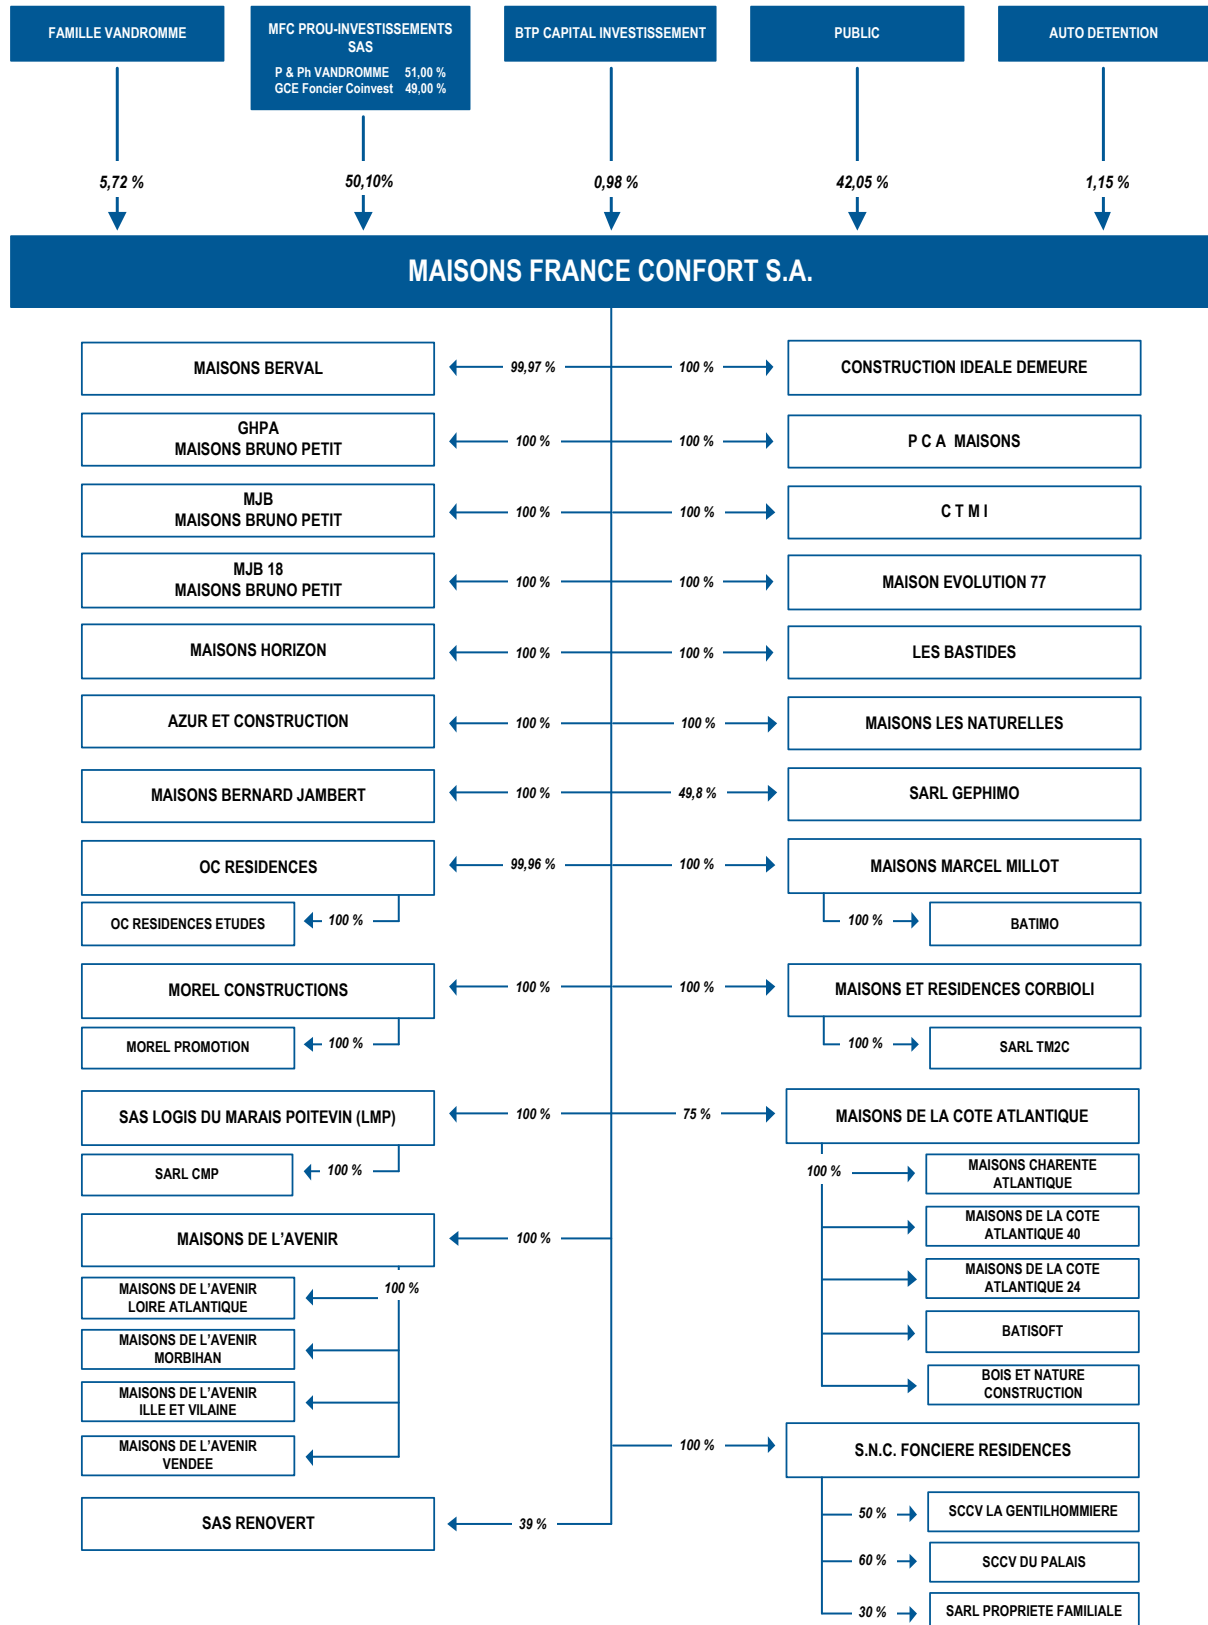 FAMILLE VANDROMME
MFC PROU-INVESTISSEMENTS
SAS
P & Ph VANDROMME 51,00 %
GCE Foncier Coinvest 49,00 %
BTP CAPITAL INVESTISSEMENT
PUBLIC
AUTO DETENTION
5,72 %
50,10%
0,98 %
42,05 %
1,15 %
MAISONS FRANCE CONFORT S.A.
MAISONS BERVAL
99,97 %
100 %
CONSTRUCTION IDEALE DEMEURE
GHPA
MAISONS BRUNO PETIT
100 %
100 %
P C A MAISONS
MJB
MAISONS BRUNO PETIT
100 %
100 %
C T M I
MJB 18
MAISONS BRUNO PETIT
100 %
100 %
MAISON EVOLUTION 77
MAISONS HORIZON
100 %
100 %
LES BASTIDES
AZUR ET CONSTRUCTION
100 %
100 %
MAISONS LES NATURELLES
MAISONS BERNARD JAMBERT
100 %
49,8 %
SARL GEPHIMO
OC RESIDENCES
99,96 %
100 %
MAISONS MARCEL MILLOT
OC RESIDENCES ETUDES
100 %
100 %
BATIMO
MOREL CONSTRUCTIONS
100 %
100 %
MAISONS ET RESIDENCES CORBIOLI
MOREL PROMOTION
100 %
100 %
SARL TM2C
SAS LOGIS DU MARAIS POITEVIN (LMP)
100 %
75 %
MAISONS DE LA COTE ATLANTIQUE
SARL CMP
100 %
100 %
MAISONS CHARENTE
ATLANTIQUE
MAISONS DE LA COTE
ATLANTIQUE 40
MAISONS DE L'AVENIR
100 %
MAISONS DE LA COTE
ATLANTIQUE 24
100 %
MAISONS DE L'AVENIR
LOIRE ATLANTIQUE
BATISOFT
MAISONS DE L'AVENIR
MORBIHAN
BOIS ET NATURE
CONSTRUCTION
MAISONS DE L'AVENIR
ILLE ET VILAINE
MAISONS DE L'AVENIR
VENDEE
100 %
S.N.C. FONCIERE RESIDENCES
SAS RENOVERT
39 %
50 %
SCCV LA GENTILHOMMIERE
60 %
SCCV DU PALAIS
30 %
SARL PROPRIETE FAMILIALE